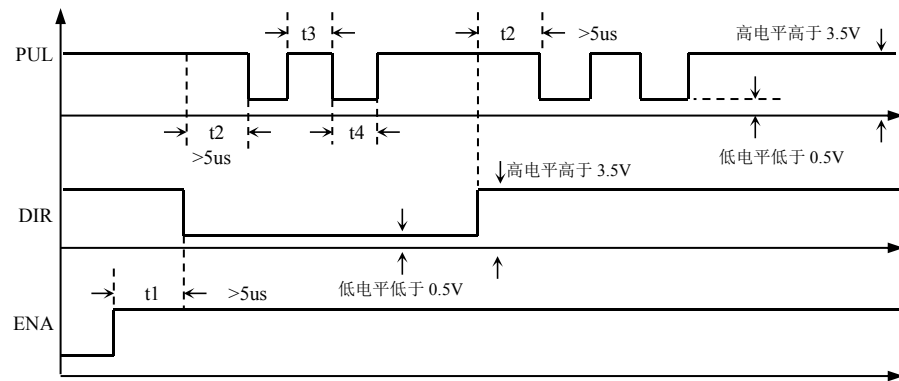 t3
t2
>5us
高电平高于 3.5V
PUL
t2
t4
>5us
低电平低于 0.5V
高电平高于 3.5V
DIR
低电平低于 0.5V
t1
>5us
ENA